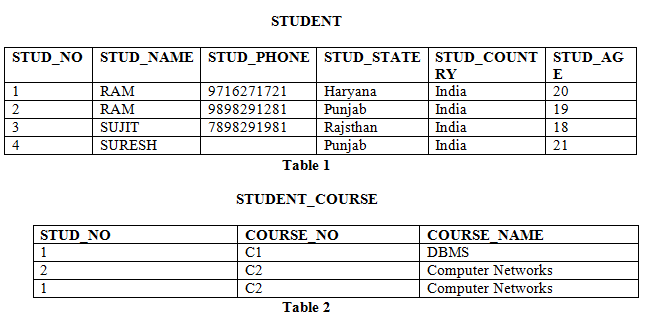 STUDENT
STUD_NO STUD_NAME STUD_PHONE STUD_STATE STUD_COUNT STUD_AG
RY E
1 RAM 9716271721 Haryana India 20
2 RAM 9898291281 Punjab India 19
3 SUJIT 7898291981 Rajsthan India 18
4 SURESH Punjab India 21
Table 1
STUDENT_COURSE
STUD_NO COURSE_NO COURSE_NAME
1 C1 DBMS
2 C2 Computer Networks
1 C2 Computer Networks
Table 2